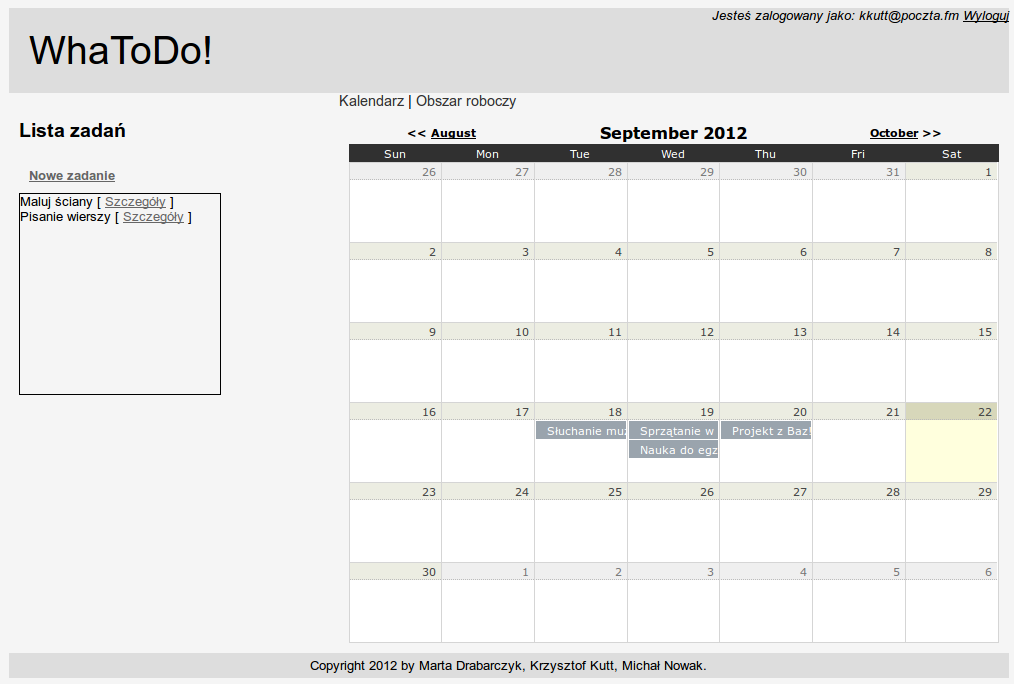 Jesteś zalogowany jako: kkutt@poczta.fm Wyloguj
WhaToDo!
Kalendarz | Obszar roboczy
Lista zadań
Nowe zadanie
Maluj ściany [ Szczegóły ]
Pisanie wierszy [ Szczegóły ]
<< August September 2012 October >>
Sun Mon Tue Wed Thu Fri Sat
26 27 28 29 30 31 1
2 3 4 5 6 7 8
9 10 11 12 13 14 15
16 17 18 19 20 21 22
Słuchanie muz Sprzątanie w Projekt z Baz!
Nauka do egz
23 24 25 26 27 28 29
30 1 2 3 4 5 6
Copyright 2012 by Marta Drabarczyk, Krzysztof Kutt, Michał Nowak.